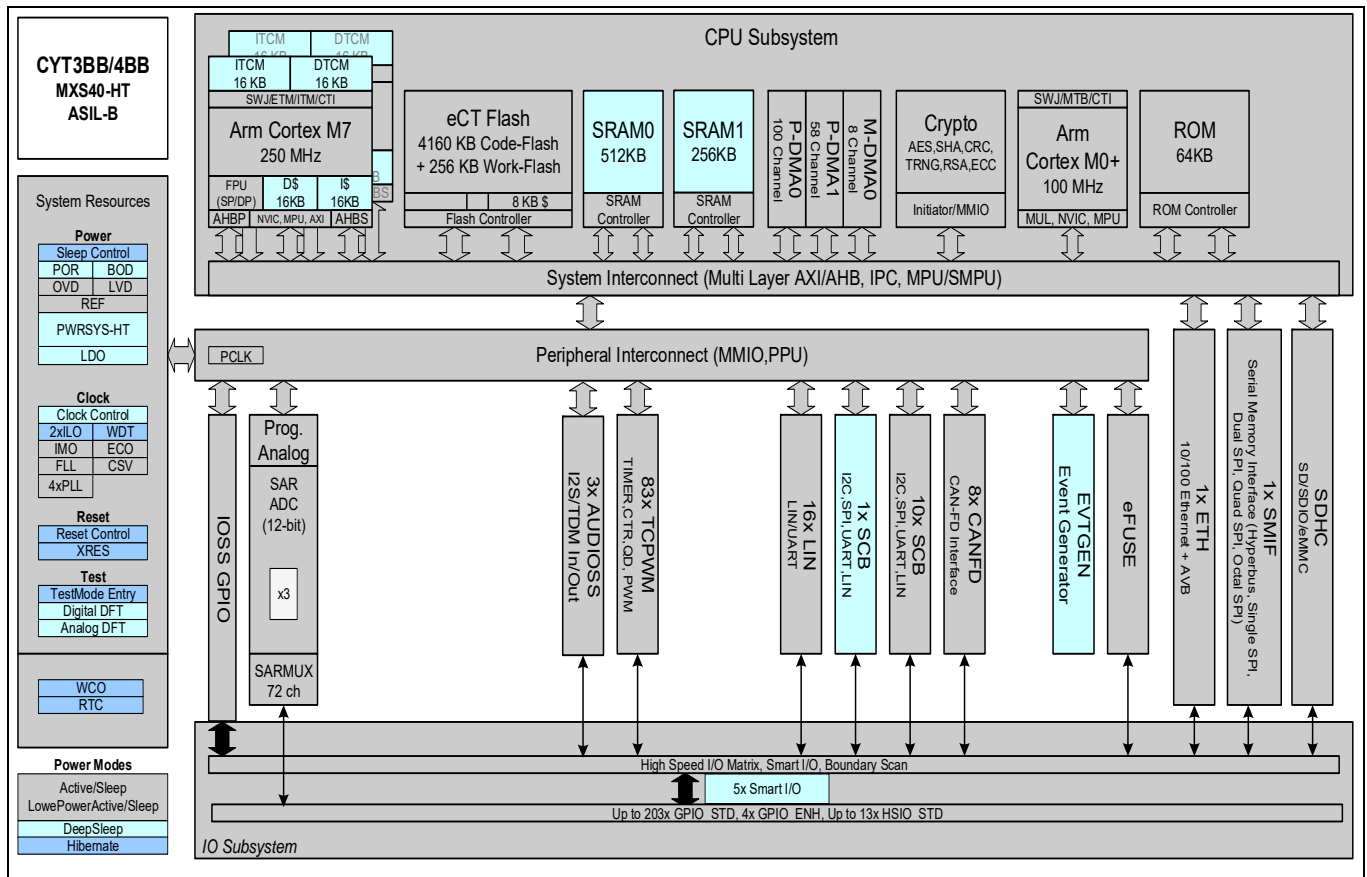 CYT3BB/4BB
MXS40-HT
ASIL-B
System Resources
Power
Sleep Control
POR
BOD
OVD
LVD
REF
PWRSYS-HT
LDO
Clock
Clock Control
2xILO
WDT
IMO
ECO
FLL
CSV
4xPLL
Reset
Reset Control
XRES
Test
TestMode Entry
Digital DFT
Analog DFT
WCO
RTC
Power Modes
Active/Sleep
LowePowerActive/Sleep
DeepSleep
Hibernate
CPU Subsystem
ITCM
16 KB
DTCM
16 KB
ITCM
16 KB
DTCM
16 KB
SWJ/ETM/ITM/CTI
Arm Cortex M7
250 MHz
FPU
(SP/DP)
D$
16KB
I$
16KB
AHBP
NVIC, MPU, AXI
AHBS
eCT Flash
4160 KB Code-Flash
+ 256 KB Work-Flash
8 KB $
Flash Controller
SRAM0
512KB
SRAM
Controller
SRAM1
256KB
SRAM
Controller
P-DMA0
100 Channel
P-DMA1
58 Channel
M-DMA0
8 Channel
Crypto
AES,SHA,CRC,
TRNG,RSA,ECC
Initiator/MMIO
SWJ/MTB/CTI
Arm
Cortex M0+
100 MHz
MUL, NVIC, MPU
ROM
64KB
ROM Controller
System Interconnect (Multi Layer AXI/AHB, IPC, MPU/SMPU)
PCLK
Peripheral Interconnect (MMIO,PPU)
IOSS GPIO
Prog.
Analog
SAR
ADC
(12-bit)
x3
SARMUX
72 ch
3x AUDIOSS
I2S/TDM In/Out
83x TCPWM
TIMER,CTR,QD, PWM
16x LIN
LIN/UART
1x SCB
I2C,SPI,UART,LIN
10x SCB
I2C,SPI,UART,LIN
8x CANFD
CAN-FD Interface
EVTGEN
Event Generator
eFUSE
1x ETH
10/100 Ethernet + AVB
1x SMIF
Serial Memory Interface (Hyperbus, Single SPI,
Dual SPI, Quad SPI, Octal SPI)
SDHC
SD/SDIO/eMMC
High Speed I/O Matrix, Smart I/O, Boundary Scan
5x Smart I/O
Up to 203x GPIO_STD, 4x GPIO_ENH, Up to 13x HSIO_STD
IO Subsystem